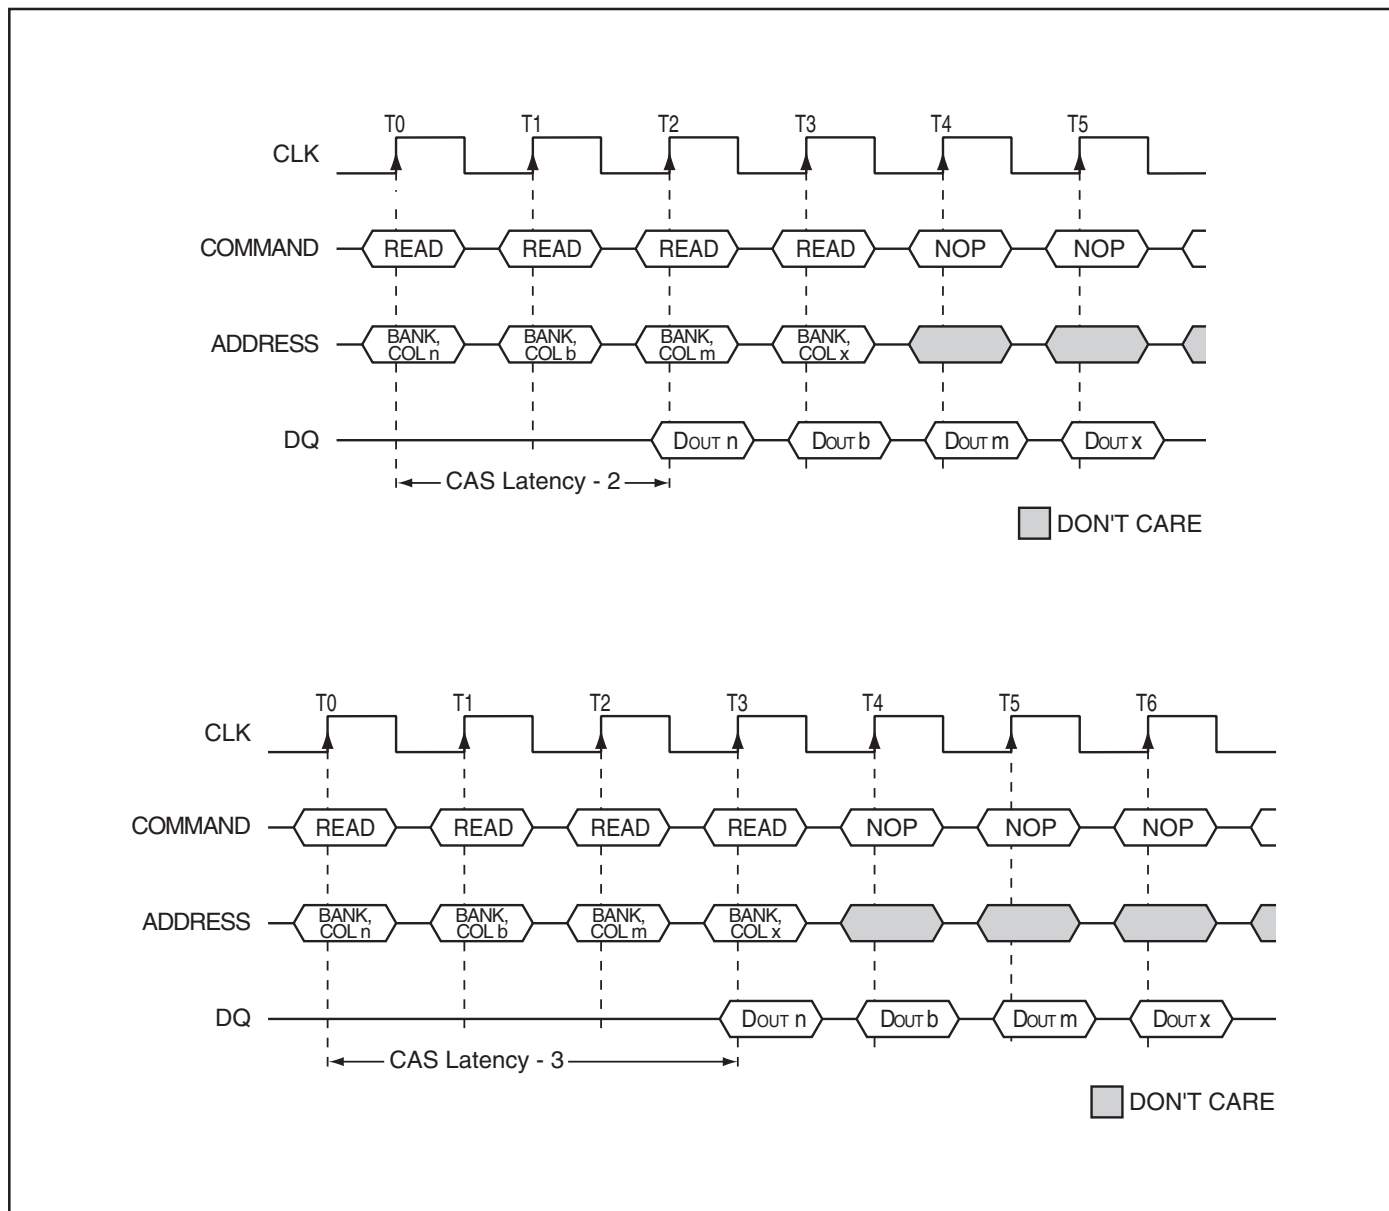 T0 T1 T2 T3 T4 T5
CLK
COMMAND READ READ READ READ NOP NOP
ADDRESS BANK, COL n BANK, COL b BANK, COL m BANK, COL x
DQ DOUT n DOUT b DOUT m DOUT x
CAS Latency - 2
DON'T CARE
T0 T1 T2 T3 T4 T5 T6
CLK
COMMAND READ READ READ READ NOP NOP NOP
ADDRESS BANK, COL n BANK, COL b BANK, COL m BANK, COL x
DQ DOUT n DOUT b DOUT m DOUT x
CAS Latency - 3
DON'T CARE